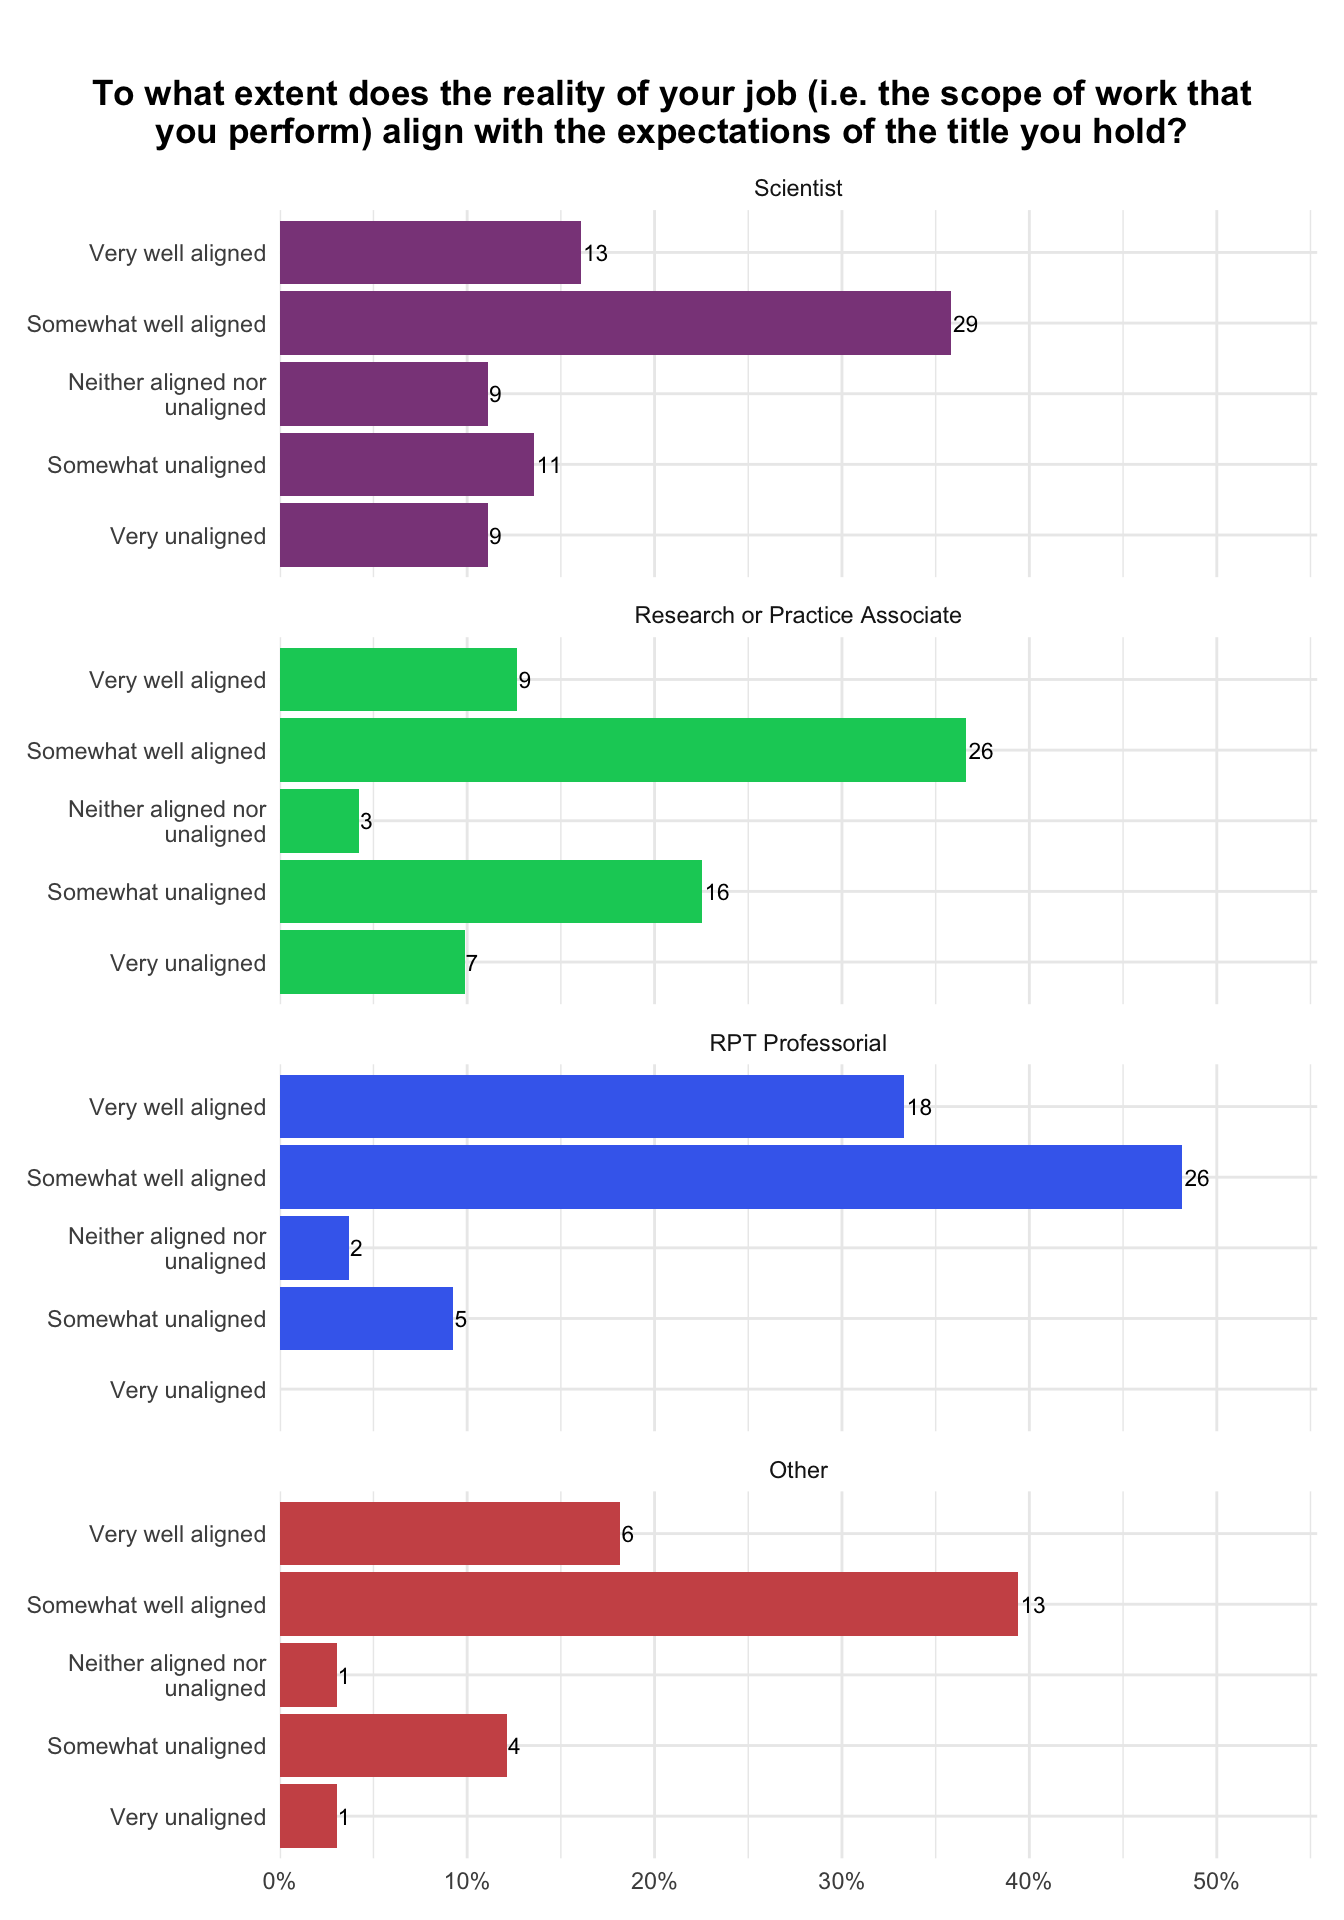 To what extent does the reality of your job (i.e. the scope of work that
you perform) align with the expectations of the title you hold?
Scientist
Very well aligned 13
Somewhat well aligned 29
Neither aligned nor
unaligned 9
Somewhat unaligned 11
Very unaligned 9
Research or Practice Associate
Very well aligned 9
Somewhat well aligned 26
Neither aligned nor
unaligned 3
Somewhat unaligned 16
Very unaligned 7
RPT Professorial
Very well aligned 18
Somewhat well aligned 26
Neither aligned nor
unaligned 2
Somewhat unaligned 5
Very unaligned
Other
Very well aligned 6
Somewhat well aligned 13
Neither aligned nor
unaligned 1
Somewhat unaligned 4
Very unaligned 1
0% 10% 20% 30% 40% 50%